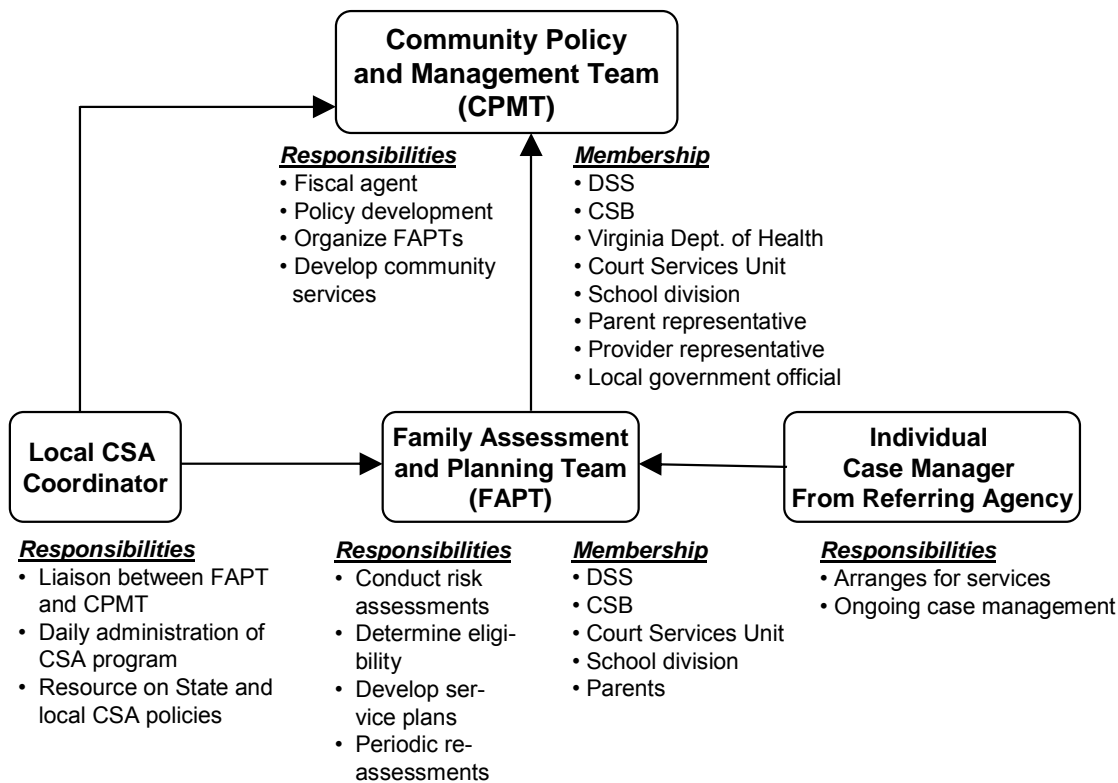 Community Policy
and Management Team
(CPMT)
Responsibilities
• Fiscal agent
• Policy development
• Organize FAPTs
• Develop community
services
Membership
• DSS
• CSB
• Virginia Dept. of Health
• Court Services Unit
• School division
• Parent representative
• Provider representative
• Local government official
Local CSA
Coordinator
Family Assessment
and Planning Team
(FAPT)
Individual
Case Manager
From Referring Agency
Responsibilities
• Liaison between FAPT
and CPMT
• Daily administration of
CSA program
• Resource on State and
local CSA policies
Responsibilities
• Conduct risk
assessments
• Determine eligi-
bility
• Develop ser-
vice plans
• Periodic re-
assessments
Membership
• DSS
• CSB
• Court Services Unit
• School division
• Parents
Responsibilities
• Arranges for services
• Ongoing case management